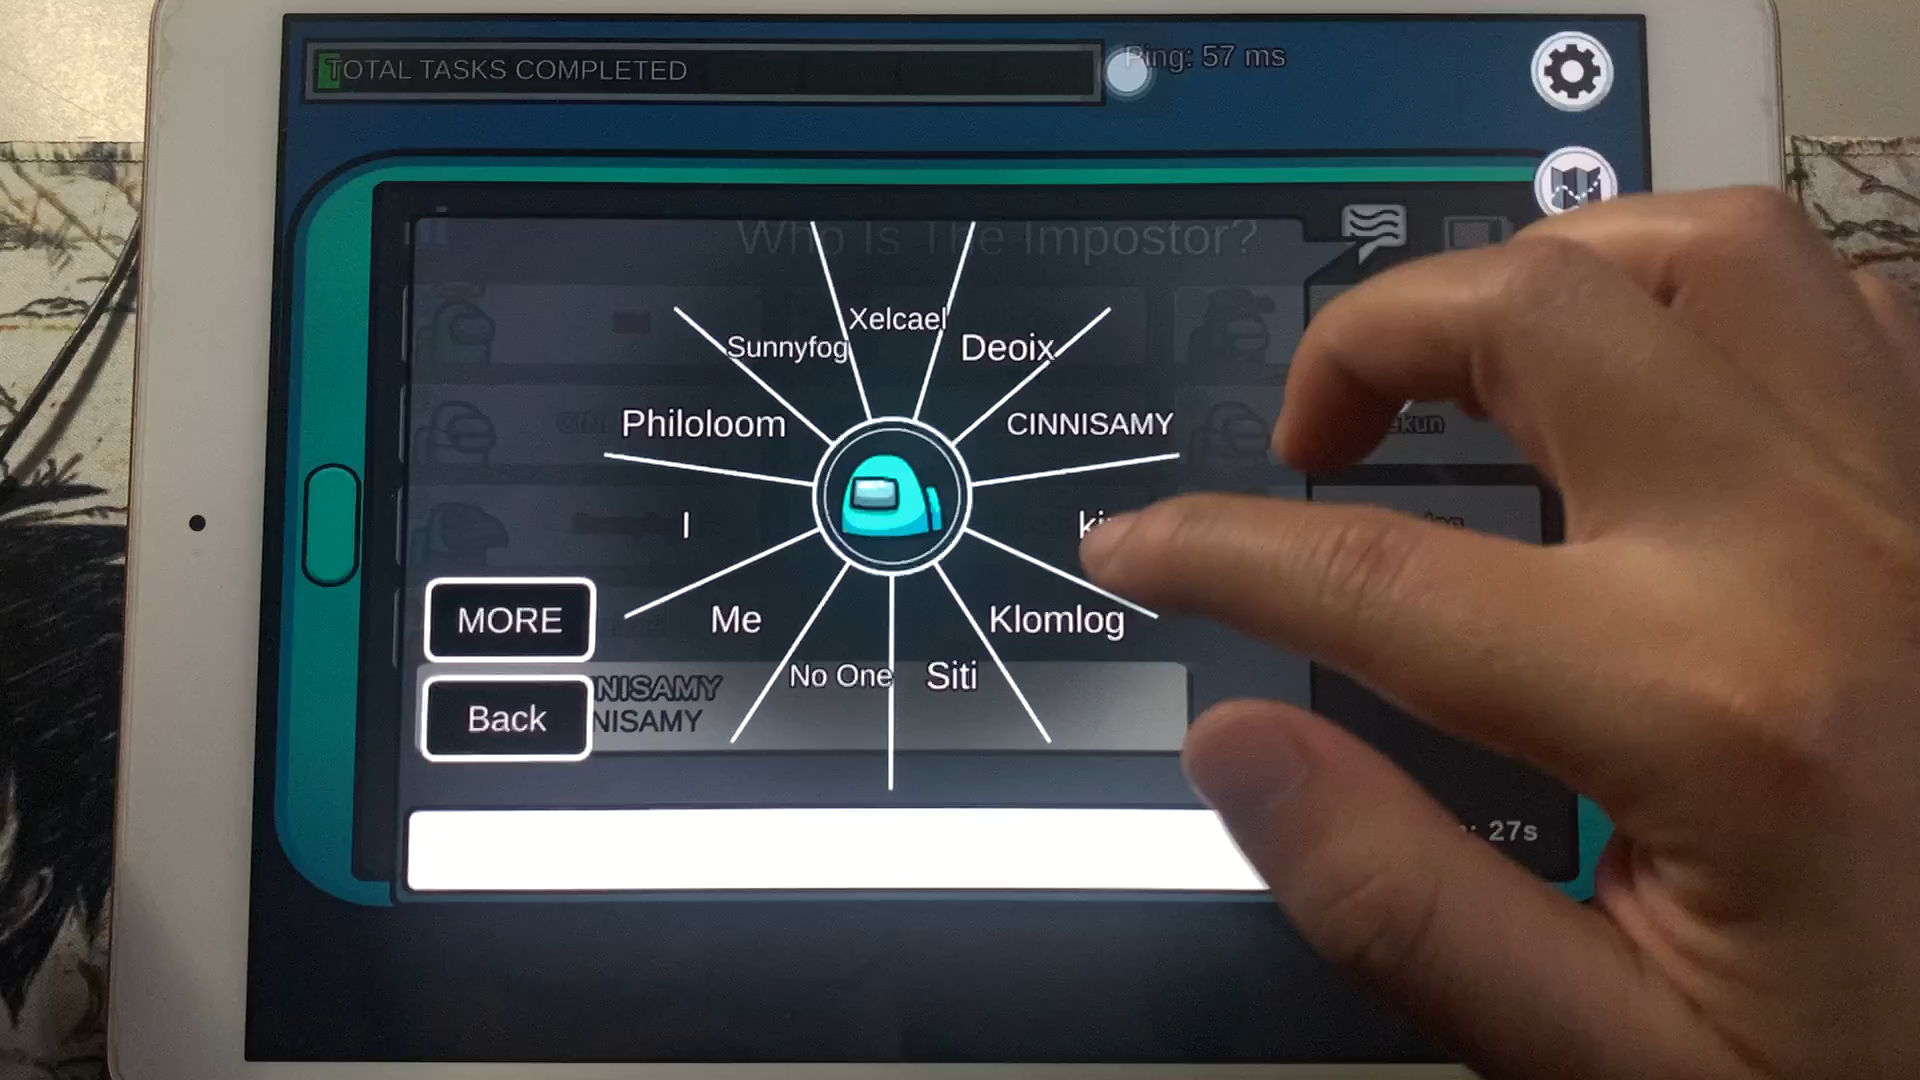 TOTAL TASKS COMPLETED
Ping: 57 ms
Who Is The Impostor?
Xelcael
Sunnyfog
Deoix
Philoloom
CINNISAMY
I
Me
Klomlog
No One
Siti
MORE
Back
NISAMY
NISAMY
27s